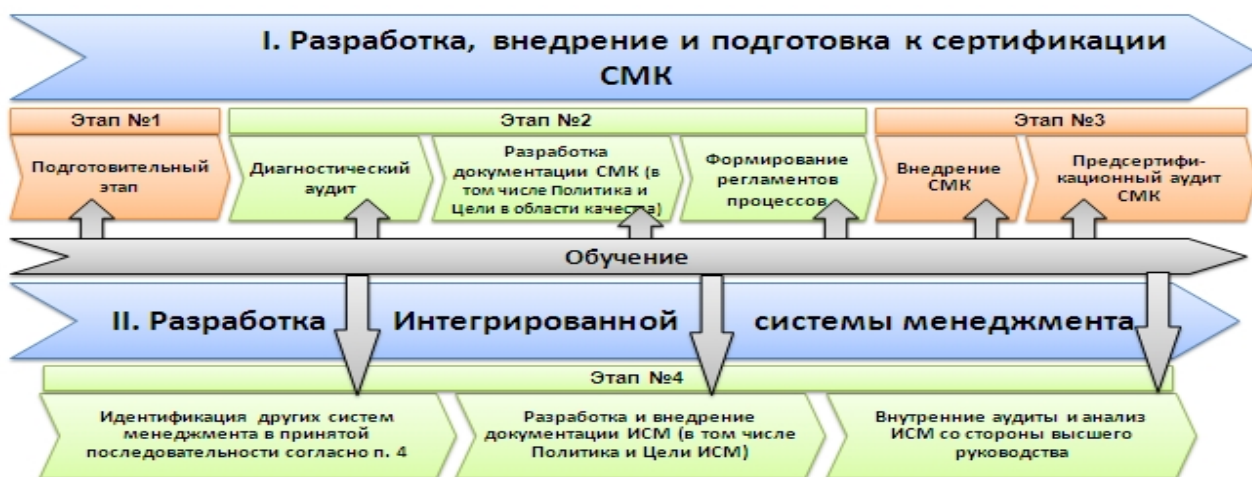 I. Разработка, внедрение и подготовка к сертификации
СМК
Этап №1
Этап №2
Этап №3
Подготовительный
этап
Диагностический
аудит
Разработка
документации СМК (в
том числе Политика и
Цели в области качества)
Формирование
регламентов
процессов
Внедрение
СМК
Предсертифи-
кационный аудит
СМК
Обучение
II. Разработка Интегрированной системы менеджмента
Этап №4
Идентификация других систем
менеджмента в принятой
последовательности согласно п. 4
Разработка и внедрение
документации ИСМ (в том числе
Политика и Цели ИСМ)
Внутренние аудиты и анализ
ИСМ со стороны высшего
руководства